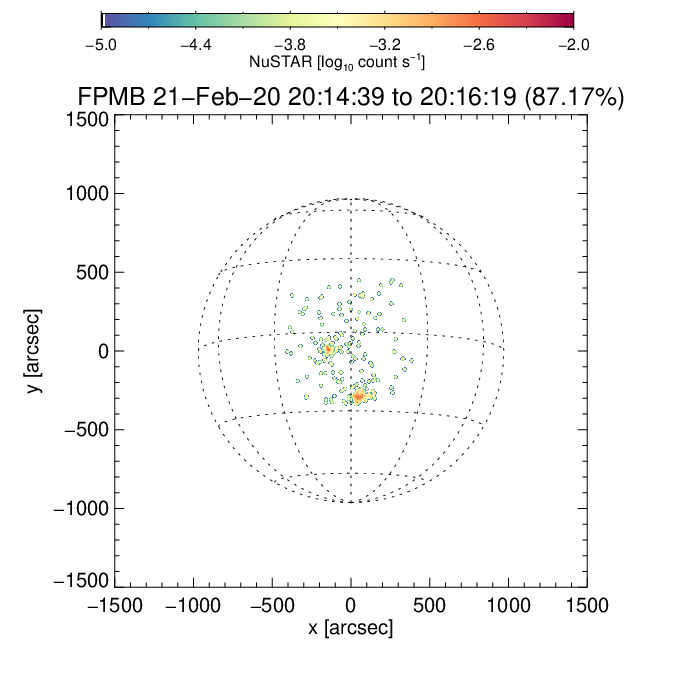 −5.0 −4.4 −3.8 −3.2 −2.6 −2.0
NuSTAR [log₁₀ count s⁻¹]
FPMB 21−Feb−20 20:14:39 to 20:16:19 (87.17%)
1500
1000
500
0
−500
−1000
−1500
y [arcsec]
−1500 −1000 −500 0 500 1000 1500
x [arcsec]